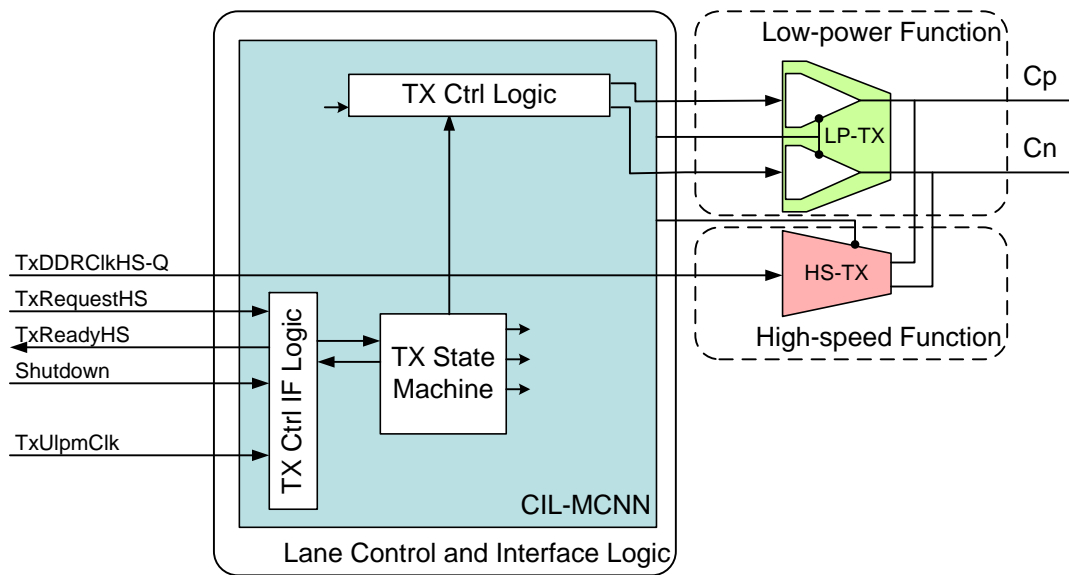 Low-power Function
Cp
TX Ctrl Logic
LP-TX
Cn
TxDDRClkHS-Q
HS-TX
TxRequestHS
TxReadyHS
High-speed Function
Shutdown
TX Ctrl IF Logic
TX State
Machine
TxUlpmClk
CIL-MCNN
Lane Control and Interface Logic